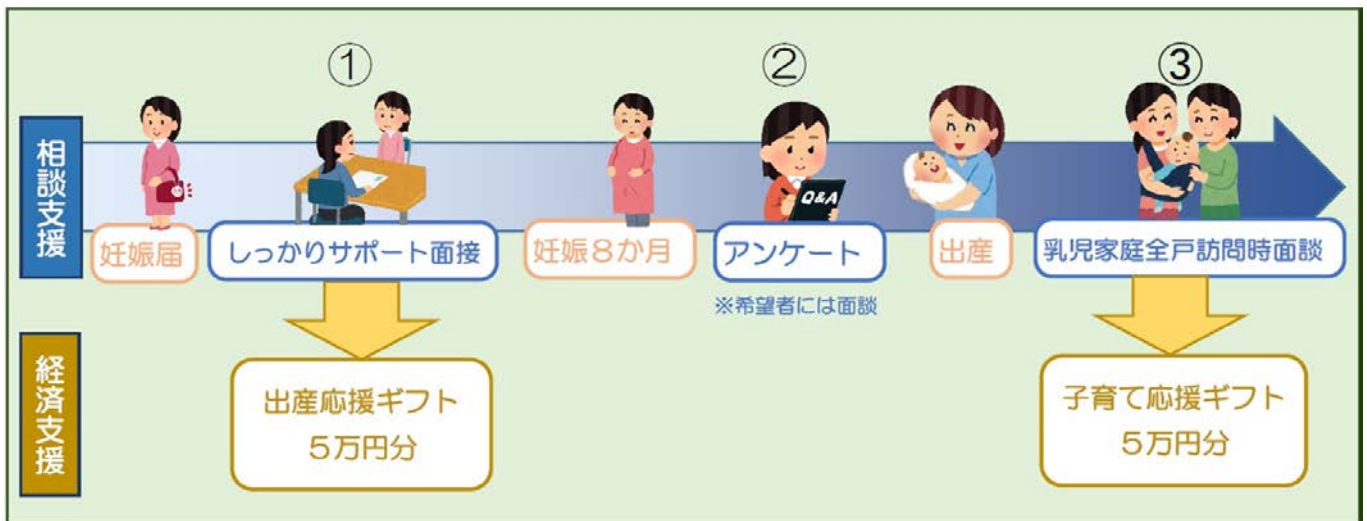 ①
②
③
相談支援
Q&A
妊娠届
しっかりサポート面接
妊娠８か月
アンケート
出産
乳児家庭全戸訪問時面談
※希望者には面談
経済支援
出産応援ギフト
５万円分
子育て応援ギフト
５万円分